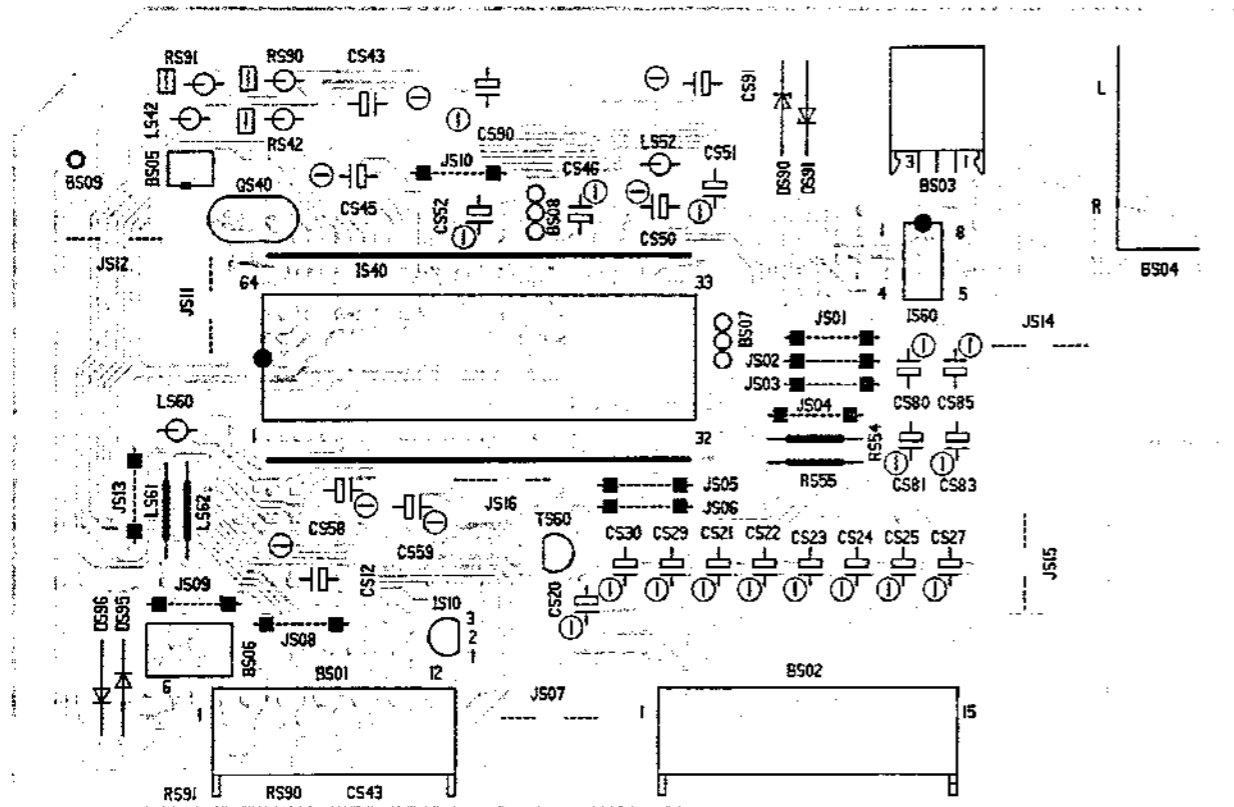 RS91 RS90 CS43
CS91 L
LS42 CS90
RS42 LS52 CS51
BS05 JS10 CS46 DS90 DS91 3 1
BS09 QS40 BS03
CS45 CS52 BS08 R
CS50 1 8
JS12 IS40 BS04
64 33
JS11 4 5
BS07 JS01 IS60 JS14
JS02
JS03
LS60 CS80 CS85
JS04
1 32 RS54
RS55
JS13 LS61 LS62 JS16 JS05 CS81 CS83
JS06
CS58 TS60
CS59 CS30 CS29 CS21 CS22 CS23 CS24 CS25 CS27
JS15
CS12
JS09 CS20
DS96 DS95 IS10
3
JS08 2
BS06 1
BS01 12 BS02
6
1 JS07 1 15
RS91 RS90 CS43